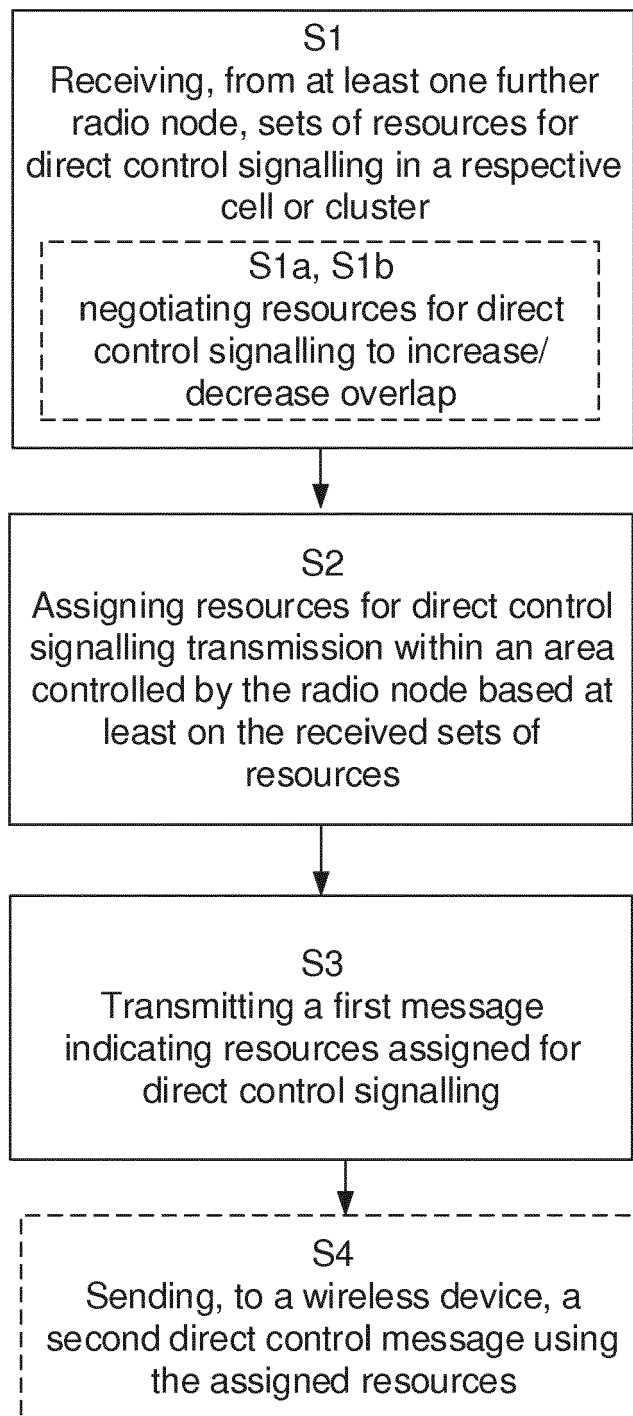 S1
Receiving, from at least one further
radio node, sets of resources for
direct control signalling in a respective
cell or cluster
S1a, S1b
negotiating resources for direct
control signalling to increase/
decrease overlap
S2
Assigning resources for direct control
signalling transmission within an area
controlled by the radio node based at
least on the received sets of
resources
S3
Transmitting a first message
indicating resources assigned for
direct control signalling
S4
Sending, to a wireless device, a
second direct control message using
the assigned resources